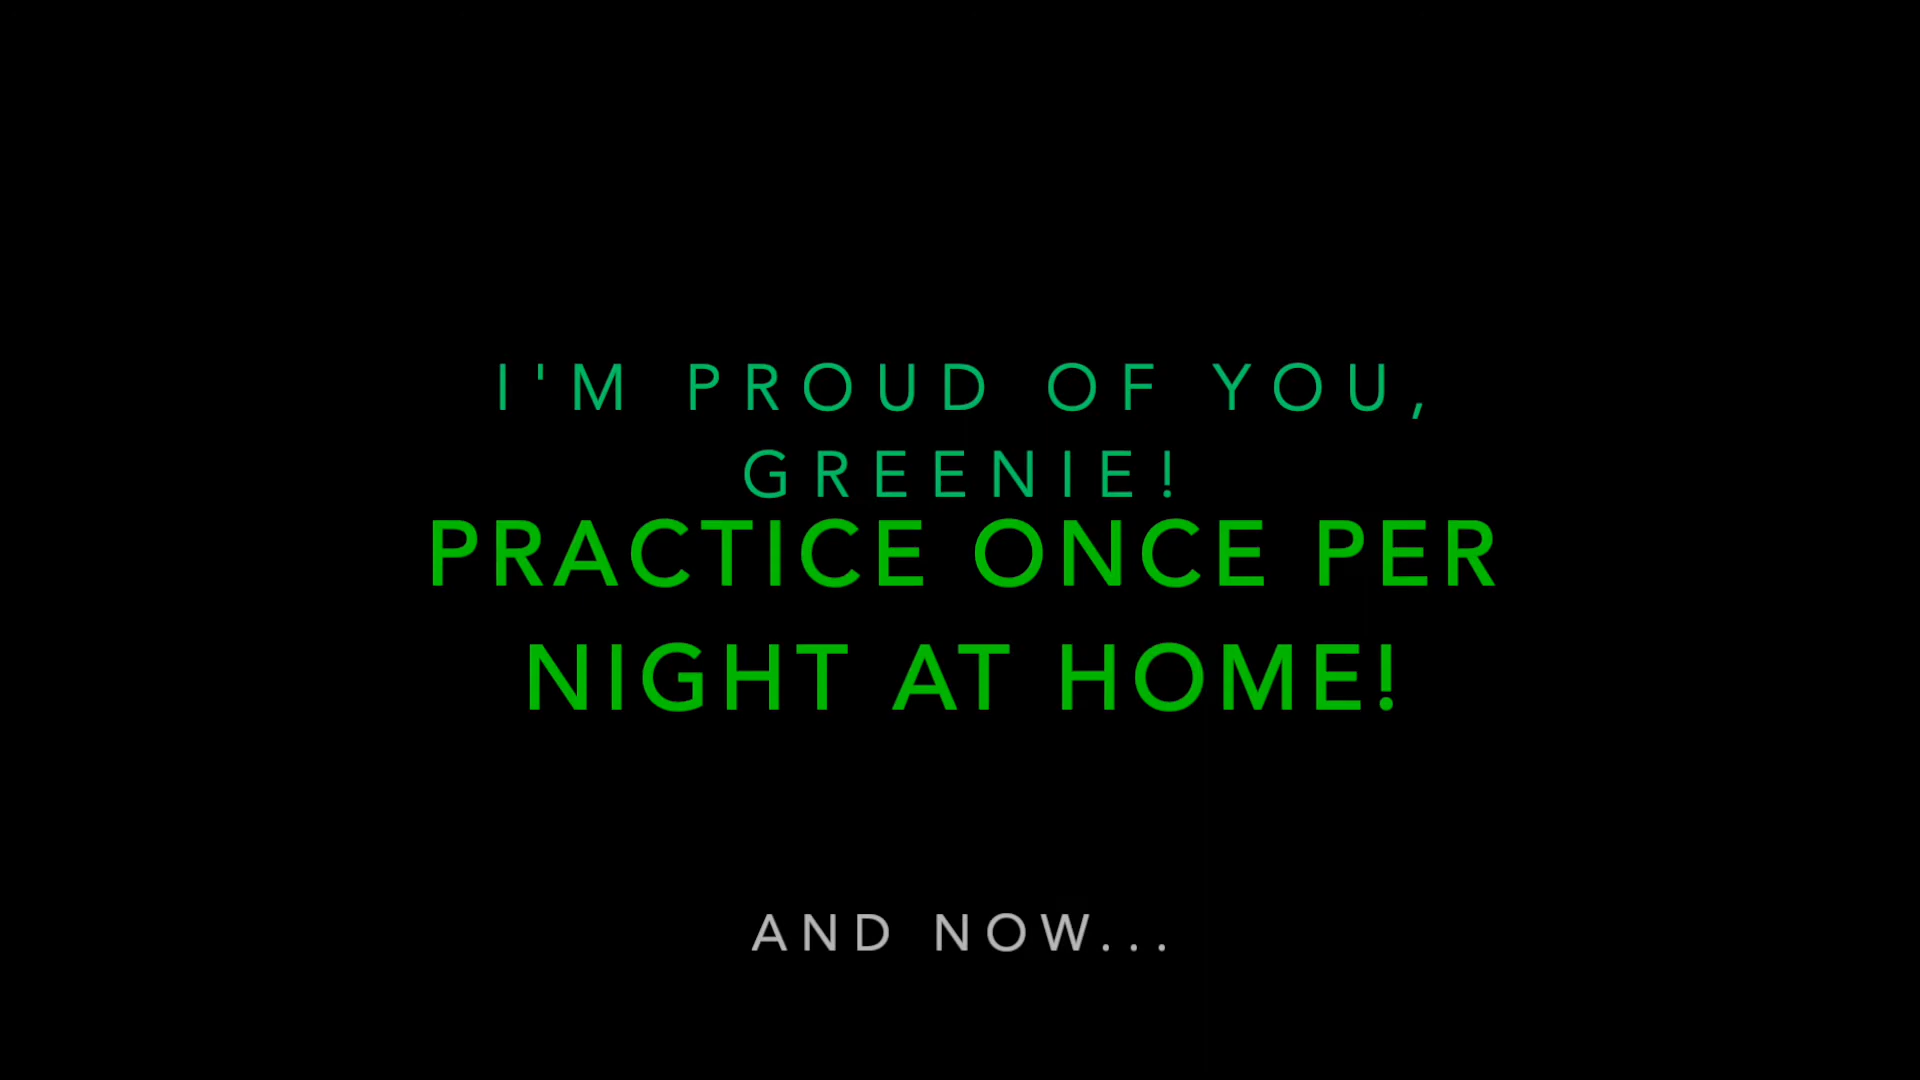 I'M PROUD OF YOU,
GREENIE!
PRACTICE ONCE PER
NIGHT AT HOME!
AND NOW...